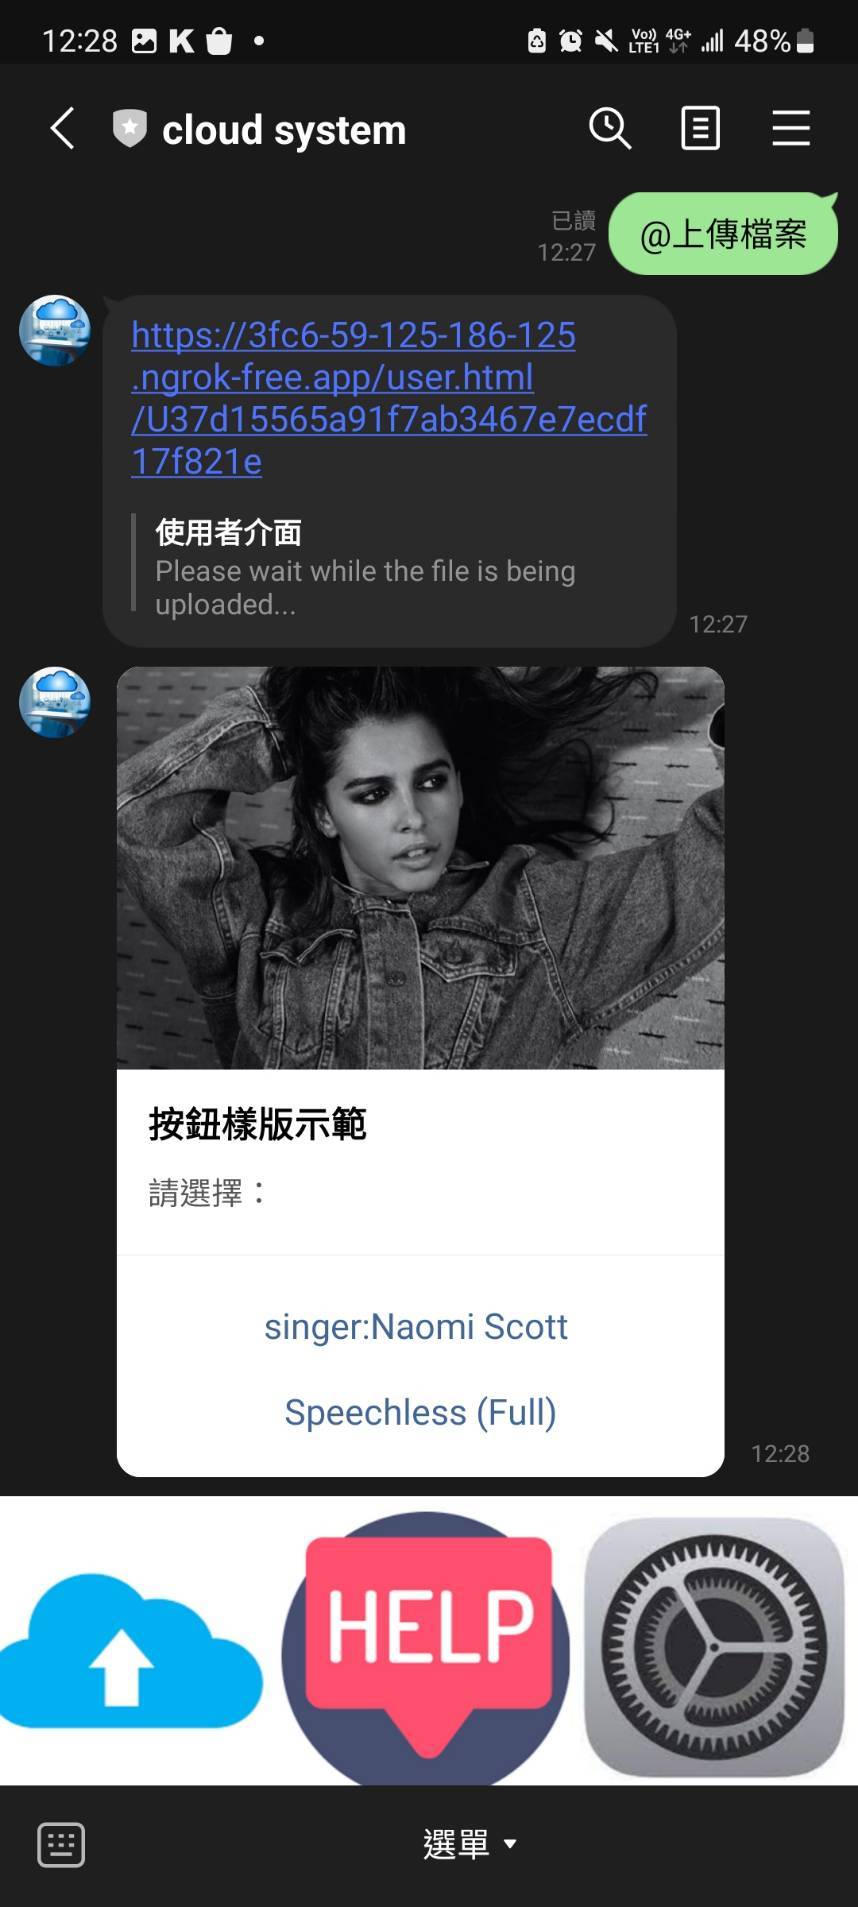 12:28
Vo)) LTE1 4G+ 48%
cloud system
已讀
12:27
@上傳檔案
https://3fc6-59-125-186-125
.ngrok-free.app/user.html
/U37d15565a91f7ab3467e7ecdf
17f821e
使用者介面
Please wait while the file is being
uploaded...
12:27
按鈕樣版示範
請選擇：
singer:Naomi Scott
Speechless (Full)
12:28
HELP
選單